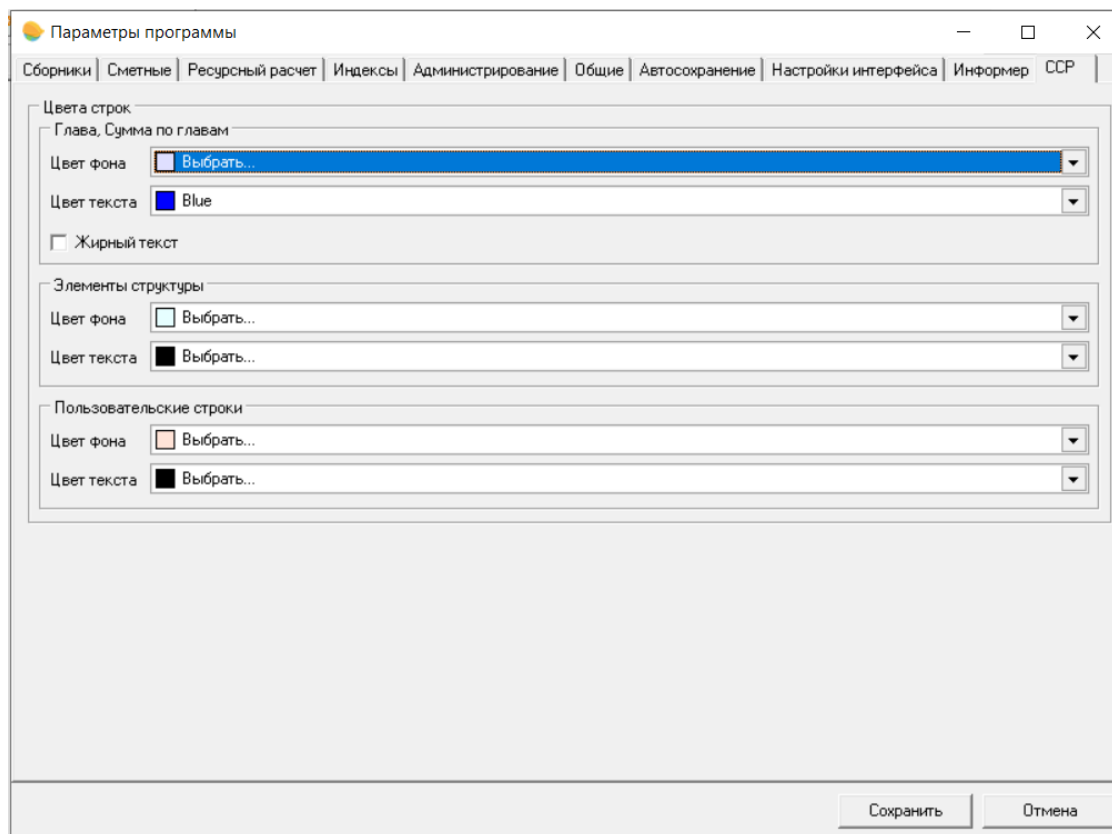 Параметры программы
Сборники Сметные Ресурсный расчет Индексы Администрирование Общие Автосохранение Настройки интерфейса Информер ССР
Цвета строк
Глава, Сумма по главам
Цвет фона Выбрать...
Цвет текста Blue
Жирный текст
Элементы структуры
Цвет фона Выбрать...
Цвет текста Выбрать...
Пользовательские строки
Цвет фона Выбрать...
Цвет текста Выбрать...
Сохранить Отмена